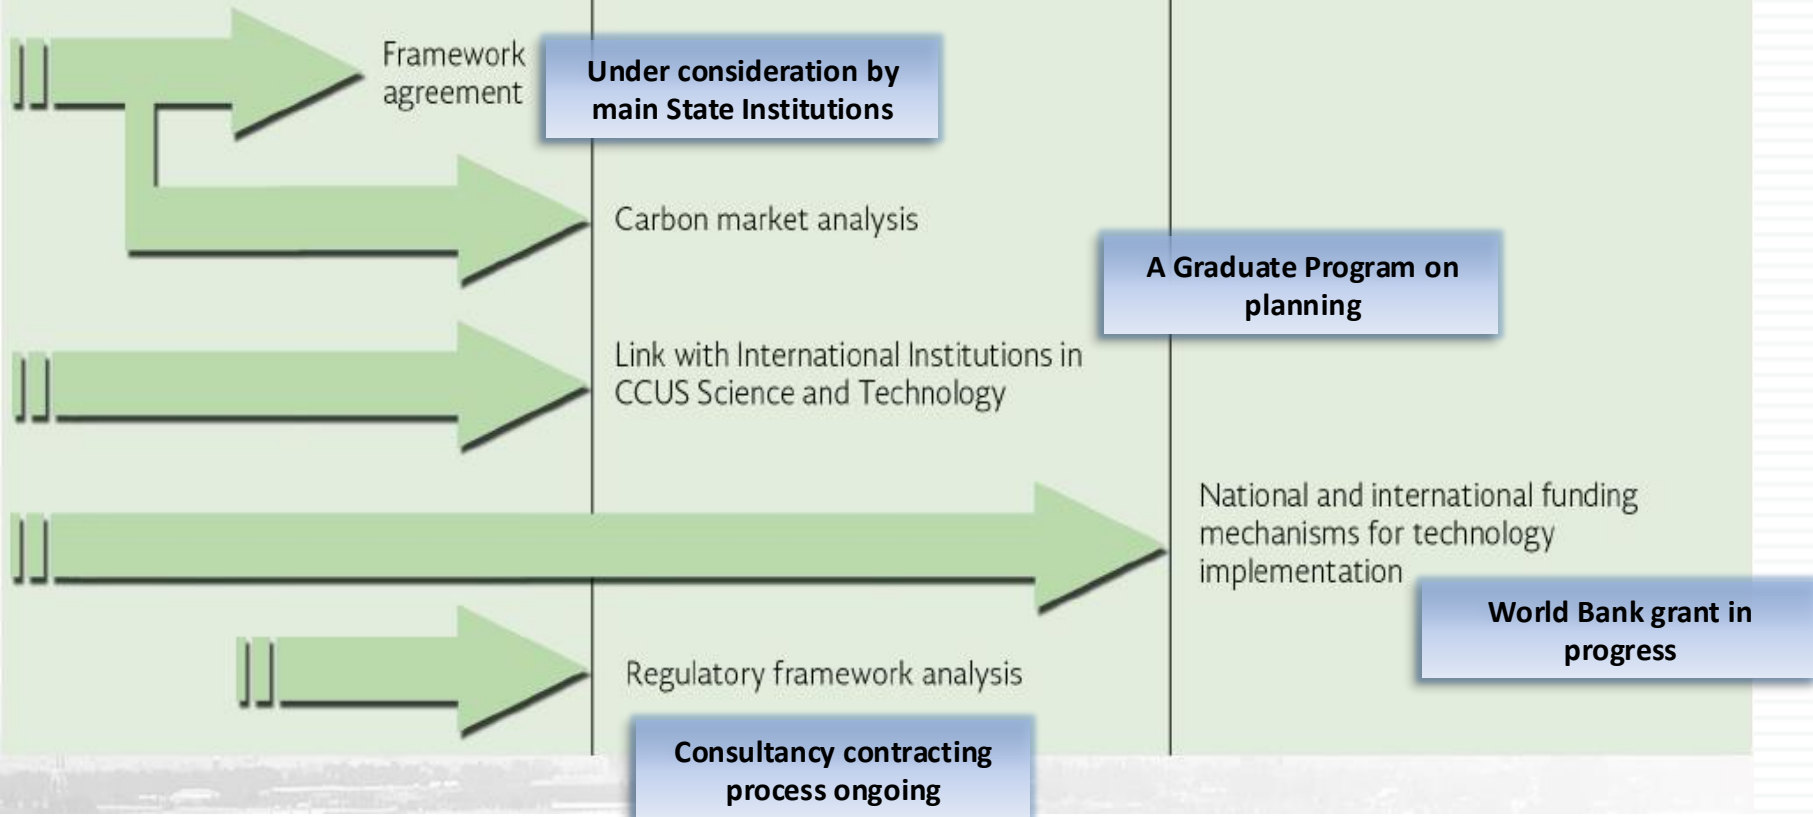 Framework
agreement
Under consideration by
main State Institutions
Carbon market analysis
A Graduate Program on
planning
Link with International Institutions in
CCUS Science and Technology
National and international funding
mechanisms for technology
implementation
World Bank grant in
progress
Regulatory framework analysis
Consultancy contracting
process ongoing